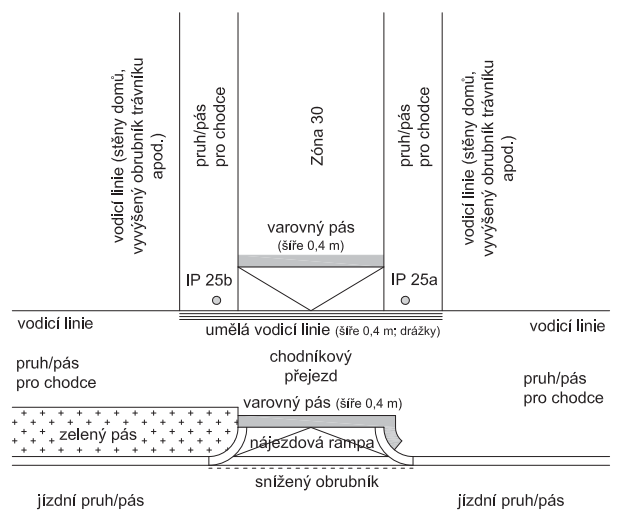 vodicí linie (stěny domů,
vyvýšený obrubník trávníku
apod.)
pruh/pás
pro chodce
Zóna 30
pruh/pás
pro chodce
vodicí linie (stěny domů,
vyvýšený obrubník trávníku
apod.)
varovný pás
(šíře 0,4 m)
IP 25b
IP 25a
vodicí linie
umělá vodicí linie (šíře 0,4 m; drážky)
vodicí linie
chodníkový
přejezd
pruh/pás
pro chodce
pruh/pás
pro chodce
varovný pás (šíře 0,4 m)
zelený pás
nájezdová rampa
snížený obrubník
jízdní pruh/pás
jízdní pruh/pás